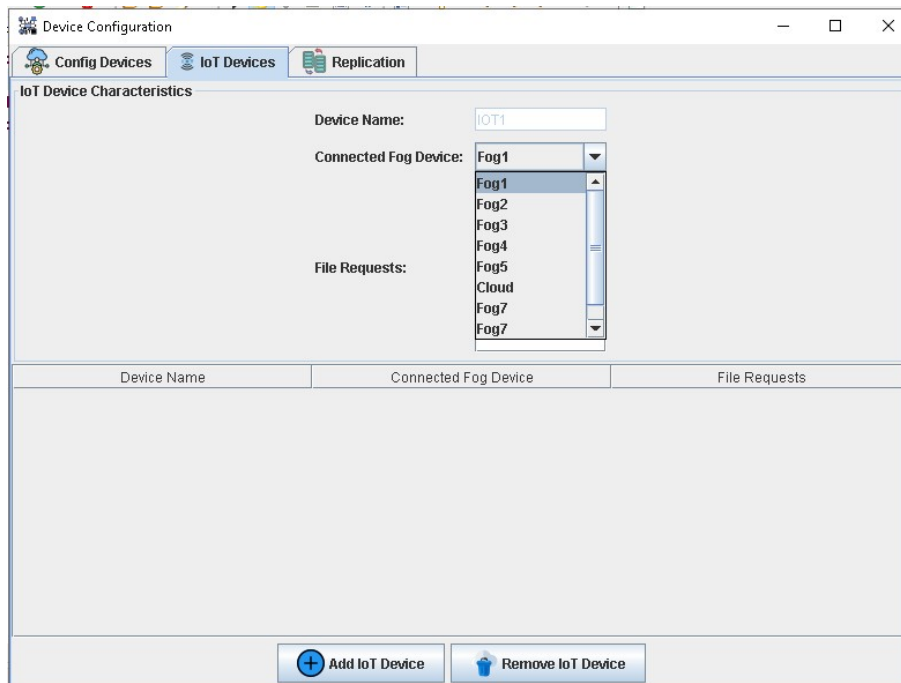 Device Configuration
Config Devices IoT Devices Replication
IoT Device Characteristics
Device Name: IOT1
Connected Fog Device: Fog1
Fog1
Fog2
Fog3
Fog4
File Requests: Fog5
Cloud
Fog7
Fog7
Device Name Connected Fog Device File Requests
Add IoT Device Remove IoT Device